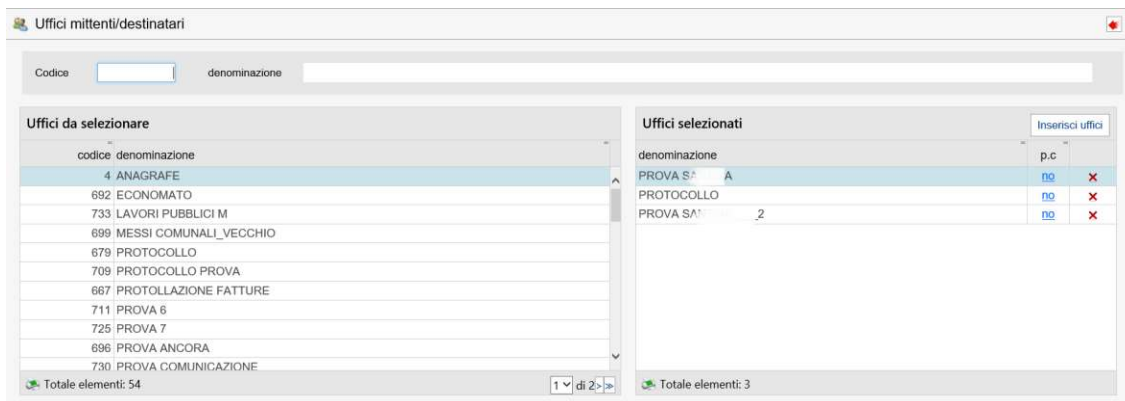 Uffici mittenti/destinatari
Codice denominazione
Uffici da selezionare
codice denominazione
4 ANAGRAFE
692 ECONOMATO
733 LAVORI PUBBLICI M
699 MESSI COMUNALI_VECCHIO
679 PROTOCOLLO
709 PROTOCOLLO PROVA
667 PROTOLLAZIONE FATTURE
711 PROVA 6
725 PROVA 7
696 PROVA ANCORA
730 PROVA COMUNICAZIONE
Totale elementi: 54 1 di 2 > >>
Uffici selezionati Inserisci uffici
denominazione p.c
PROVA no
PROTOCOLLO no
PROVA _2 no
Totale elementi: 3